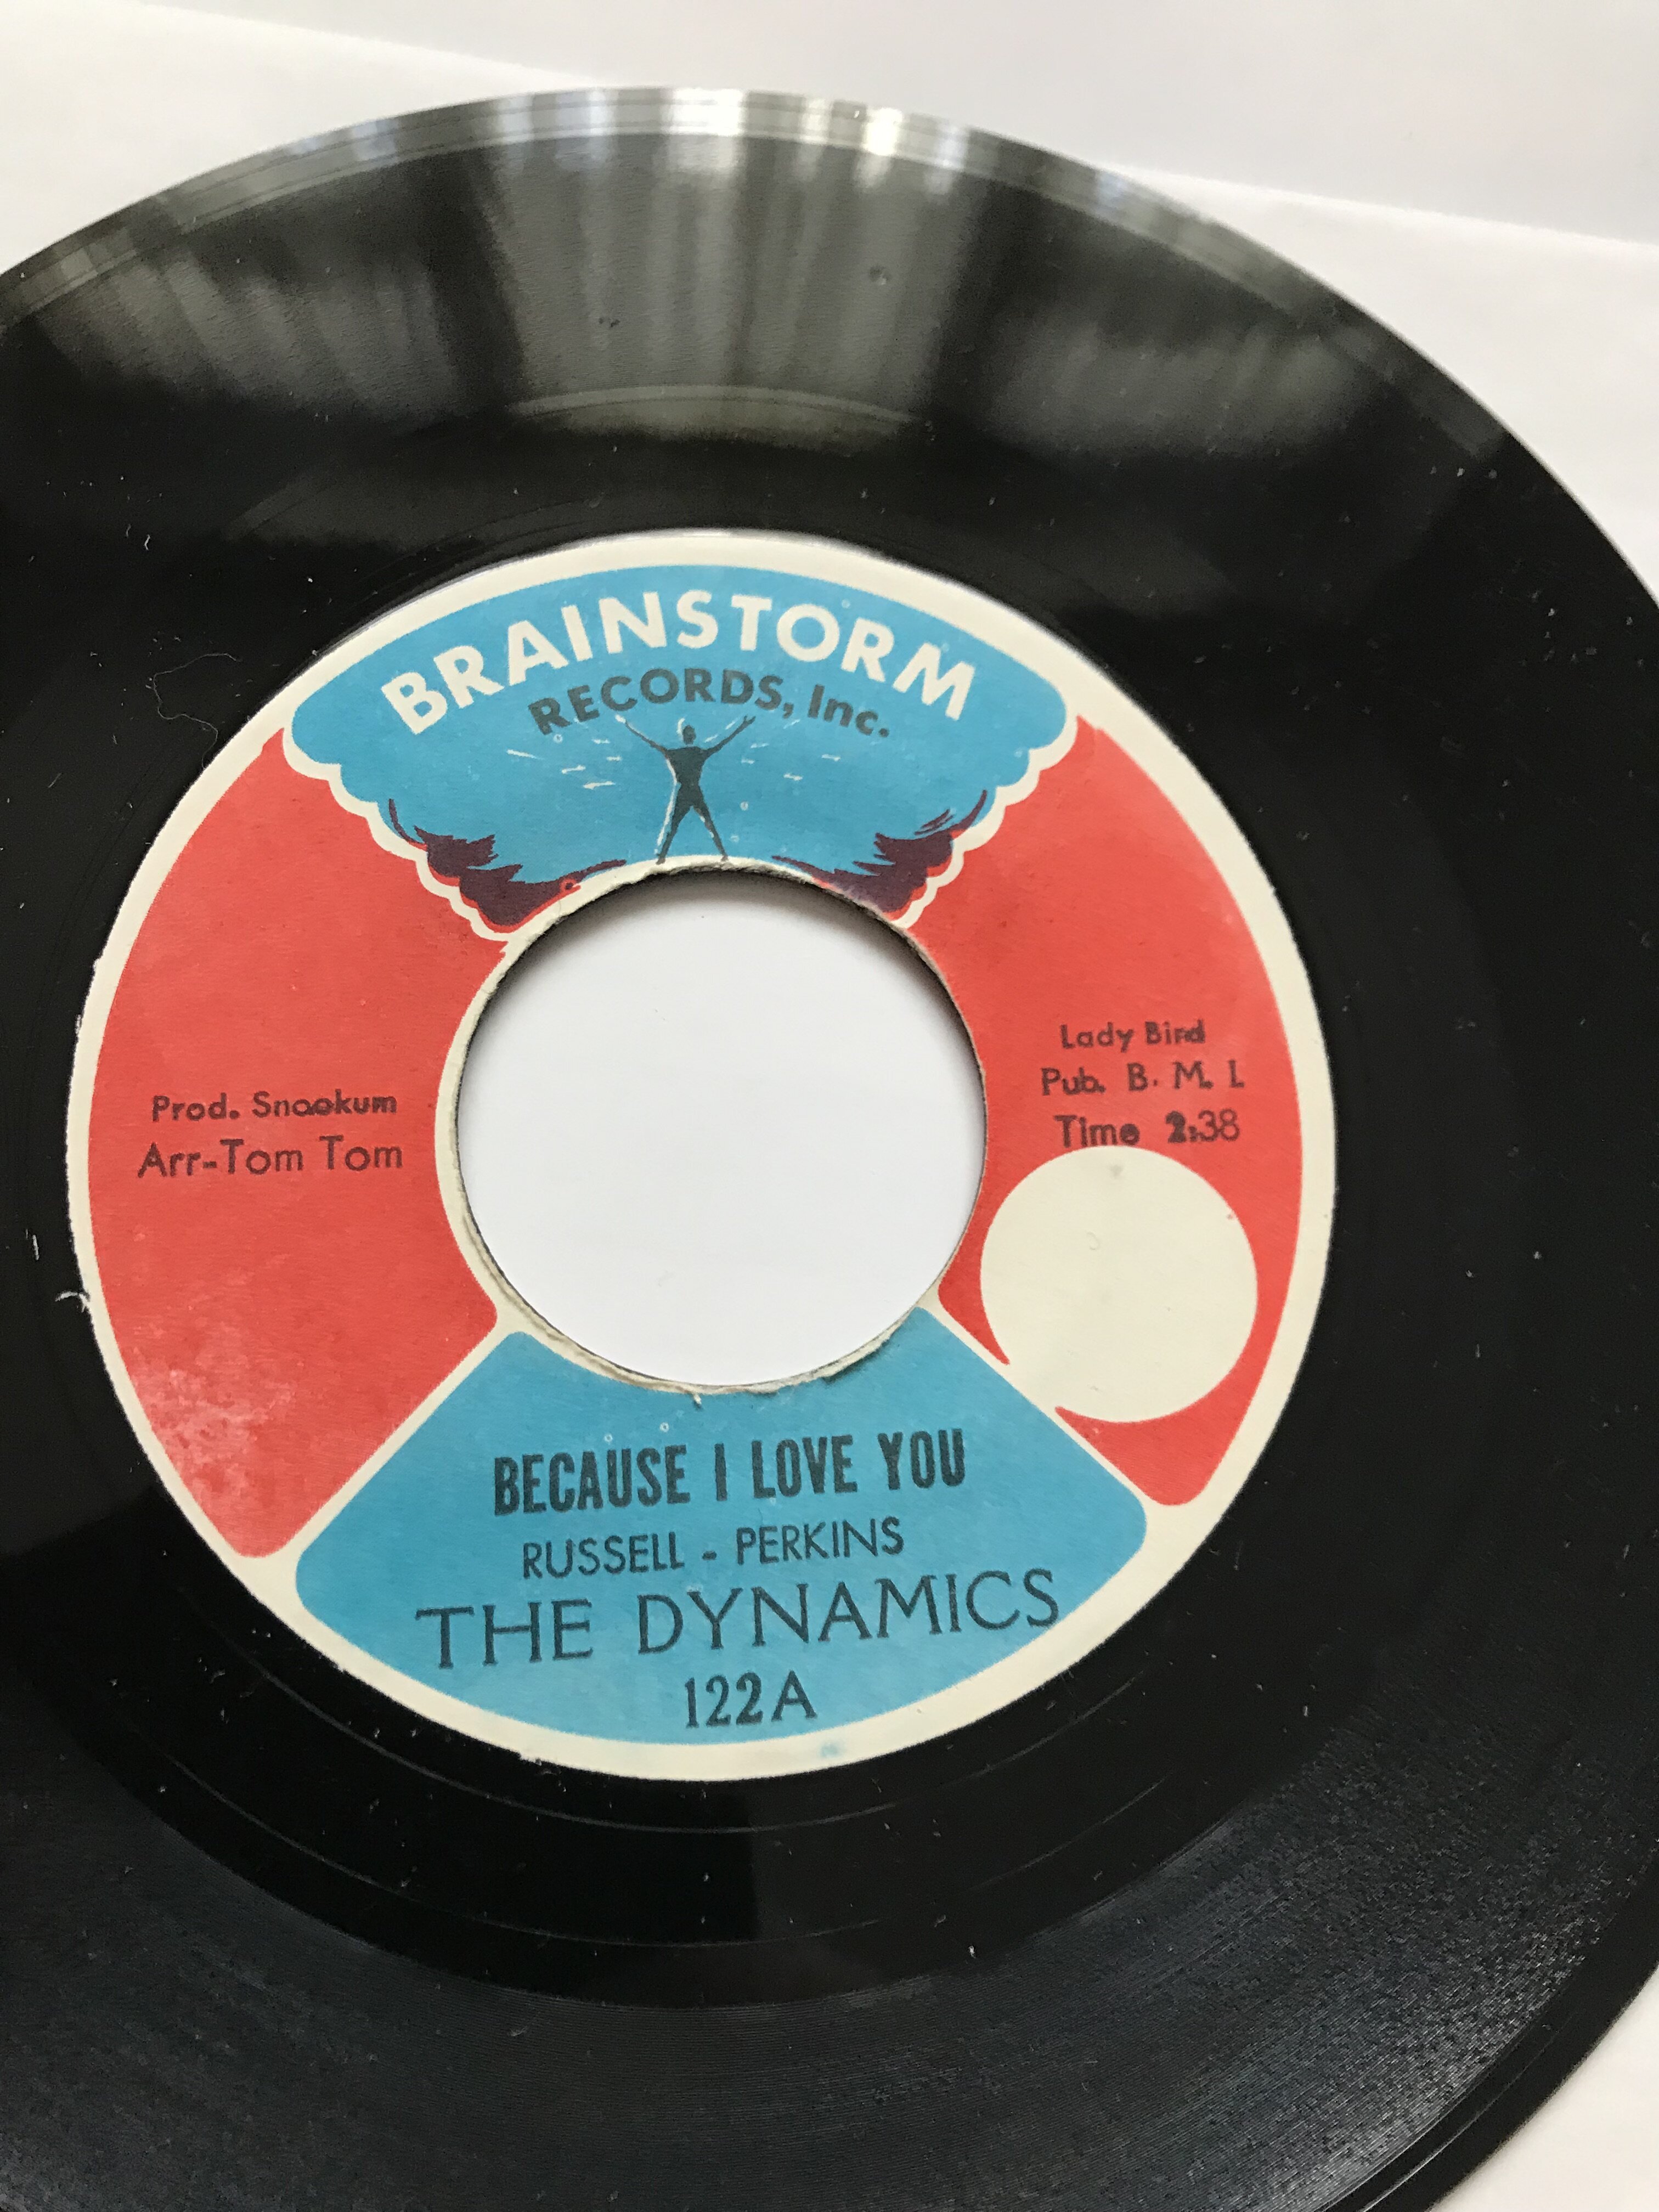 BRAINSTORM
RECORDS, Inc.
Prod. Snookum
Arr-Tom Tom
Lady Bird
Pub. B. M. I.
Time 2:38
BECAUSE I LOVE YOU
RUSSELL - PERKINS
THE DYNAMICS
122A